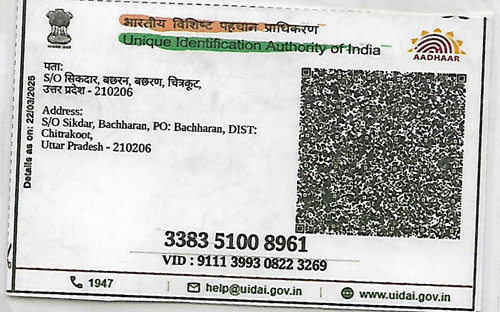 भारतीय विशिष्ट पहचान प्राधिकरण
Unique Identification Authority of India
AADHAAR
पता:
S/O सिकदार, बछरन, बछरण, चित्रकूट,
उत्तर प्रदेश - 210206
Address:
S/O Sikdar, Bachharan, PO: Bachharan, DIST:
Chitrakoot,
Uttar Pradesh - 210206
Details as on: 22/03/2025
3383 5100 8961
VID : 9111 3993 0822 3269
1947
help@uidai.gov.in
www.uidai.gov.in